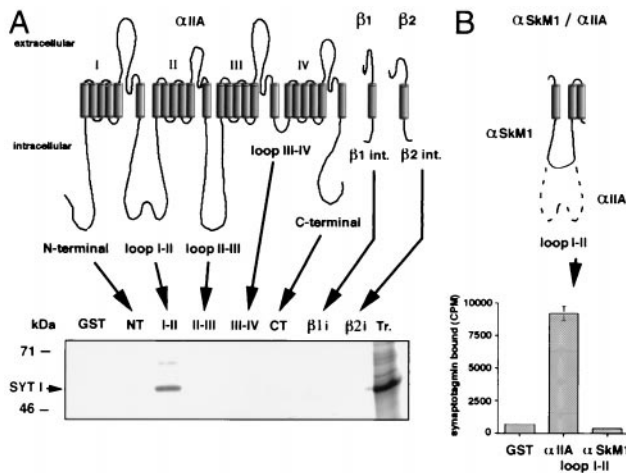 A
αIIA
β1
β2
extracellular
I
II
III
IV
intracellular
loop III-IV
β1 int.
β2 int.
C-terminal
N-terminal
loop I-II
loop II-III
kDa
GST
NT
I-II
II-III
III-IV
CT
β1i
β2i
Tr.
71
SYT I
46
B
αSkM1 / αIIA
αSkM1
αIIA
loop I-II
synaptotagmin bound (CPM)
10000
7500
5000
2500
0
GST
αIIA
αSkM1
loop I-II